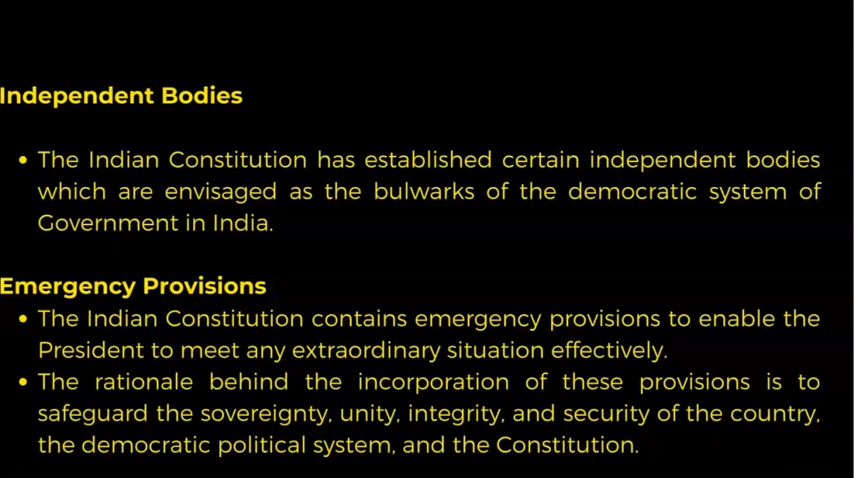 Independent Bodies
• The Indian Constitution has established certain independent bodies
which are envisaged as the bulwarks of the democratic system of
Government in India.
Emergency Provisions
• The Indian Constitution contains emergency provisions to enable the
President to meet any extraordinary situation effectively.
• The rationale behind the incorporation of these provisions is to
safeguard the sovereignty, unity, integrity, and security of the country,
the democratic political system, and the Constitution.